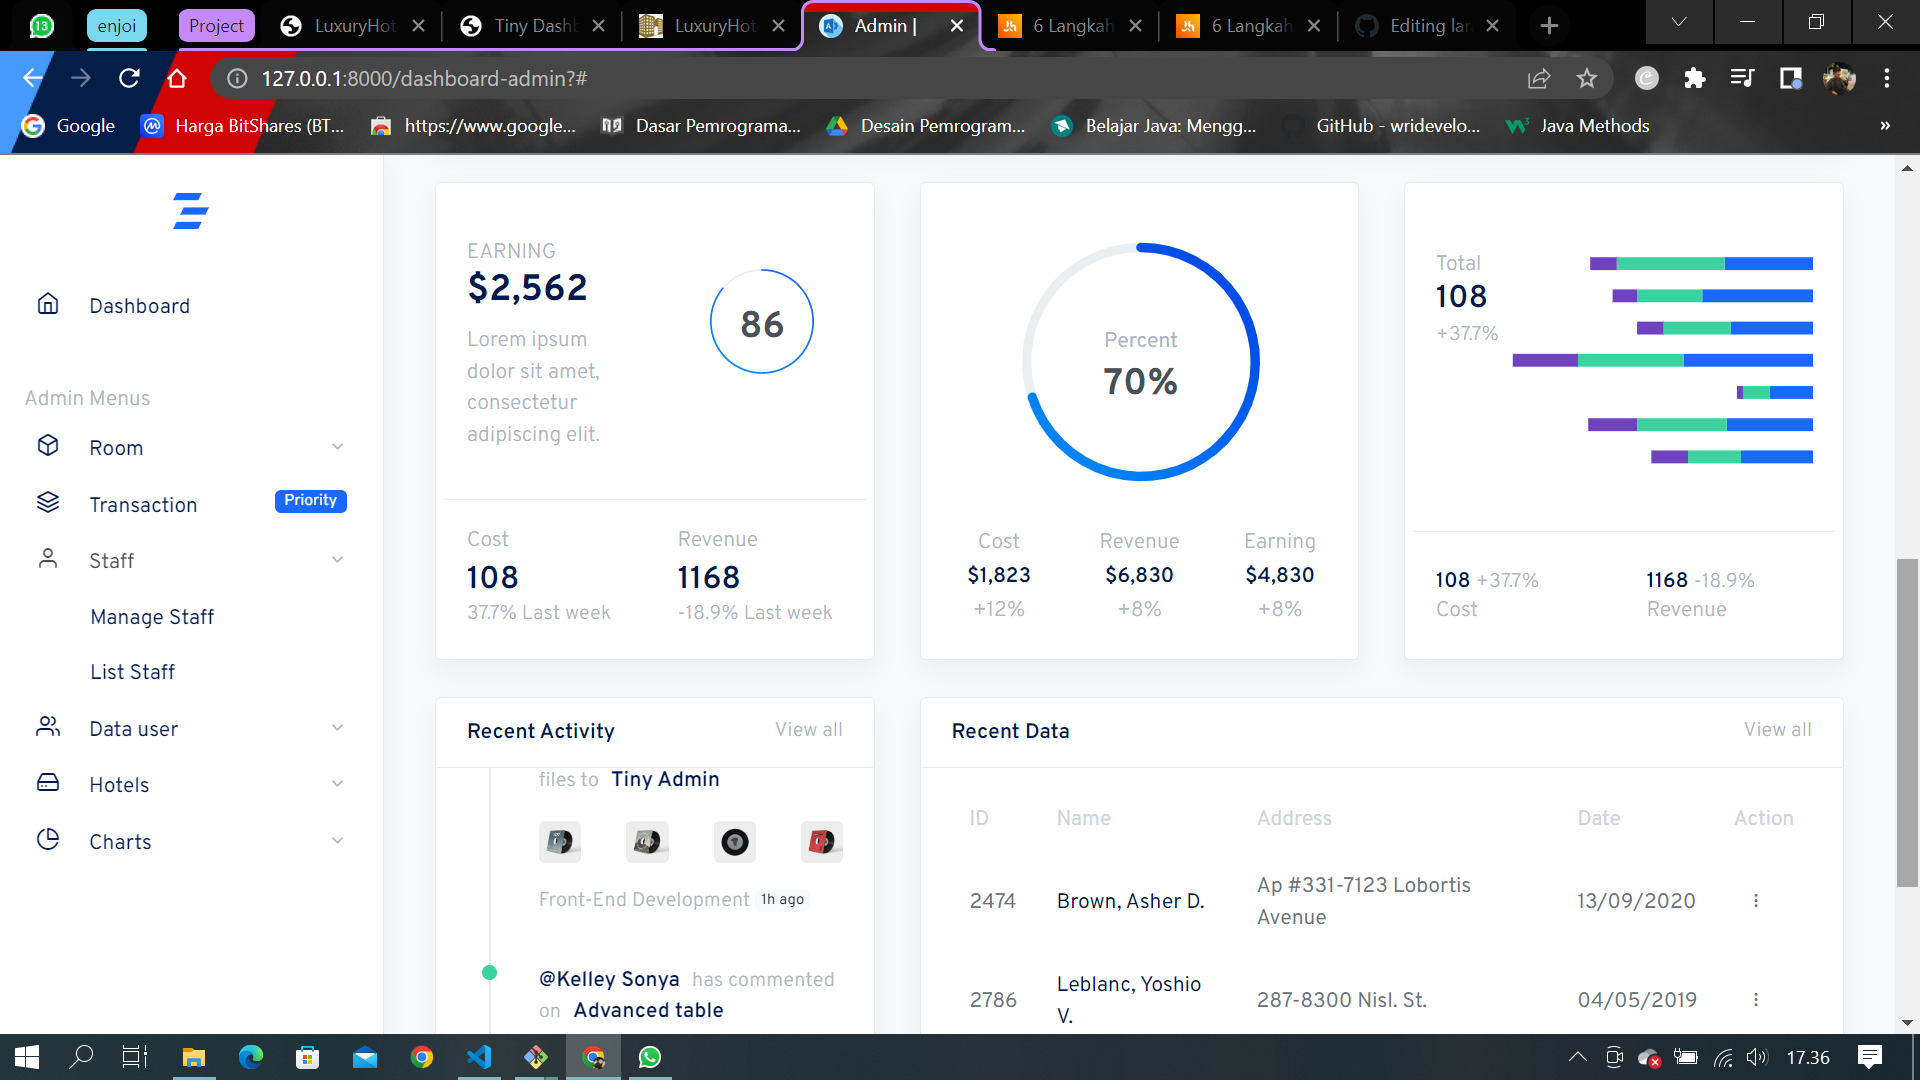 13
enjoi
Project
LuxuryHot
Tiny Dashb
LuxuryHot
Admin |
6 Langkah
6 Langkah
Editing lar
127.0.0.1:8000/dashboard-admin?#
Google
Harga BitShares (BT...
https://www.google...
Dasar Pemrograma...
Desain Pemrogram...
Belajar Java: Mengg...
GitHub - wridevelo...
Java Methods
»
Dashboard
Admin Menus
Room
Transaction
Priority
Staff
Manage Staff
List Staff
Data user
Hotels
Charts
EARNING
$2,562
Lorem ipsum
dolor sit amet,
consectetur
adipiscing elit.
86
Cost
108
37.7% Last week
Revenue
1168
-18.9% Last week
Percent
70%
Cost
$1,823
+12%
Revenue
$6,830
+8%
Earning
$4,830
+8%
Total
108
+37.7%
108 +37.7%
Cost
1168 -18.9%
Revenue
Recent Activity
View all
files to Tiny Admin
Front-End Development 1h ago
@Kelley Sonya has commented
on Advanced table
Recent Data
View all
ID Name Address Date Action
2474 Brown, Asher D. Ap #331-7123 Lobortis
Avenue 13/09/2020
2786 Leblanc, Yoshio
V. 287-8300 Nisl. St. 04/05/2019
17.36